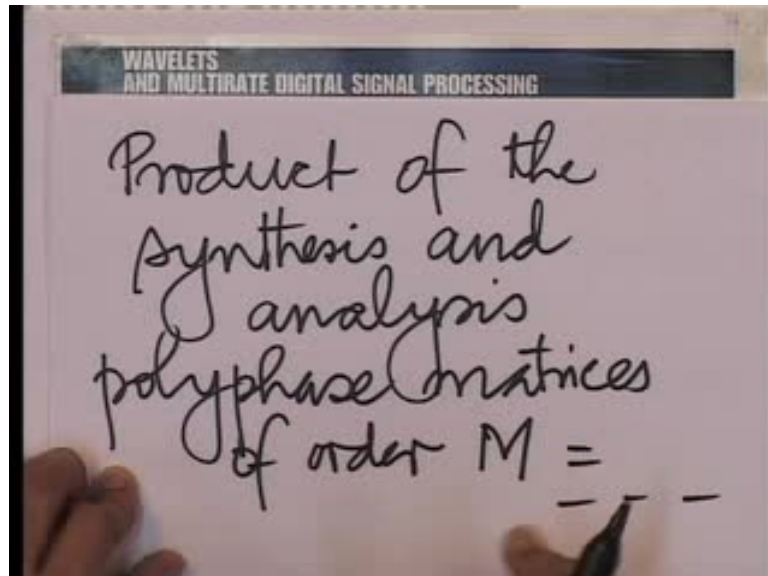 WAVELETS
AND MULTIRATE DIGITAL SIGNAL PROCESSING
Product of the
synthesis and
analysis
polyphase matrices
of order M =
_ _ _